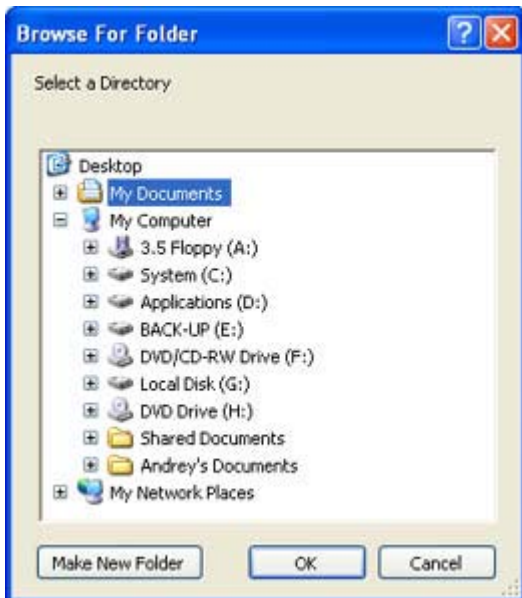 Browse For Folder
Select a Directory
Desktop
My Documents
My Computer
3.5 Floppy (A:)
System (C:)
Applications (D:)
BACK-UP (E:)
DVD/CD-RW Drive (F:)
Local Disk (G:)
DVD Drive (H:)
Shared Documents
Andrey's Documents
My Network Places
Make New Folder OK Cancel